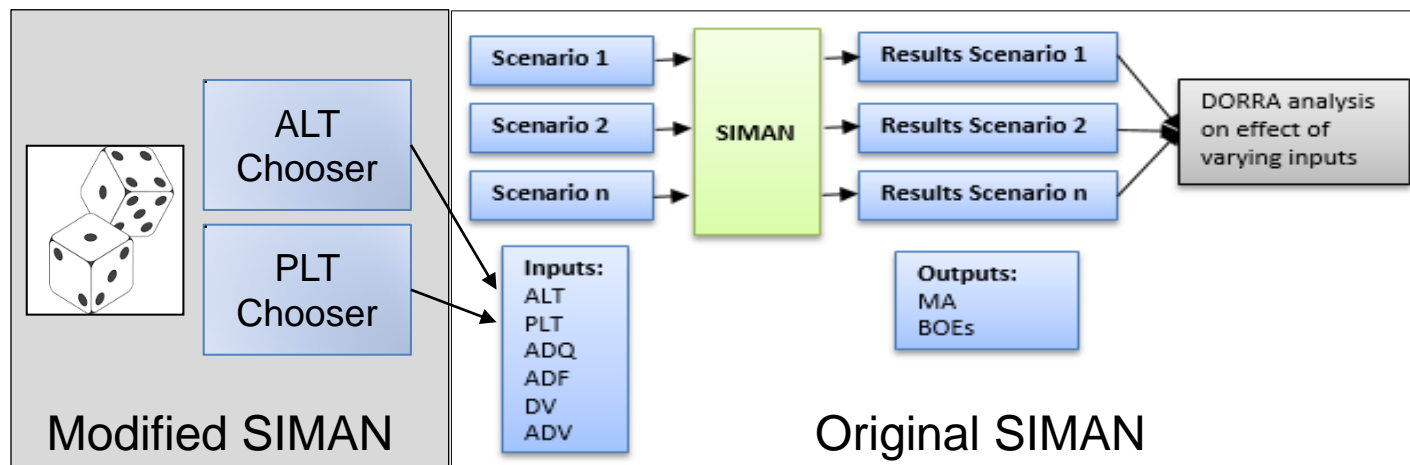 ALT
Chooser
PLT
Chooser
Modified SIMAN
Scenario 1
Scenario 2
Scenario n
SIMAN
Results Scenario 1
Results Scenario 2
Results Scenario n
DORRA analysis
on effect of
varying inputs
Inputs:
ALT
PLT
ADQ
ADF
DV
ADV
Outputs:
MA
BOEs
Original SIMAN